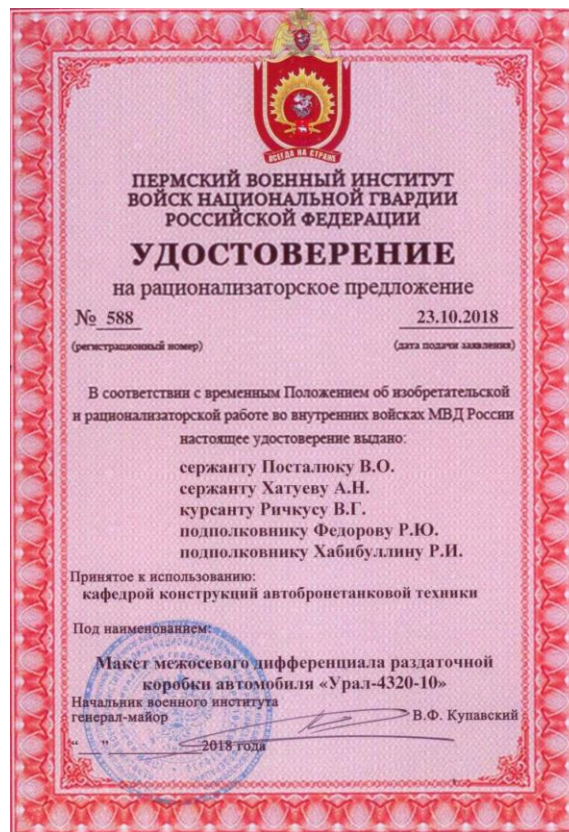 ВСЕГДА НА СТРАЖЕ
ПЕРМСКИЙ ВОЕННЫЙ ИНСТИТУТ
ВОЙСК НАЦИОНАЛЬНОЙ ГВАРДИИ
РОССИЙСКОЙ ФЕДЕРАЦИИ
УДОСТОВЕРЕНИЕ
на рационализаторское предложение
№ 588 23.10.2018
(регистрационный номер) (дата подачи заявления)
В соответствии с временным Положением об изобретательской
и рационализаторской работе во внутренних войсках МВД России
настоящее удостоверение выдано:
сержанту Посталюку В.О.
сержанту Хатуеву А.Н.
курсанту Ричкусу В.Г.
подполковнику Федорову Р.Ю.
подполковнику Хабибуллину Р.И.
Принятое к использованию:
кафедрой конструкций автобронетанковой техники
Под наименованием:
Макет межосевого дифференциала раздаточной
коробки автомобиля «Урал-4320-10»
Начальник военного института
генерал-майор В.Ф. Купавский
“ ” 2018 года